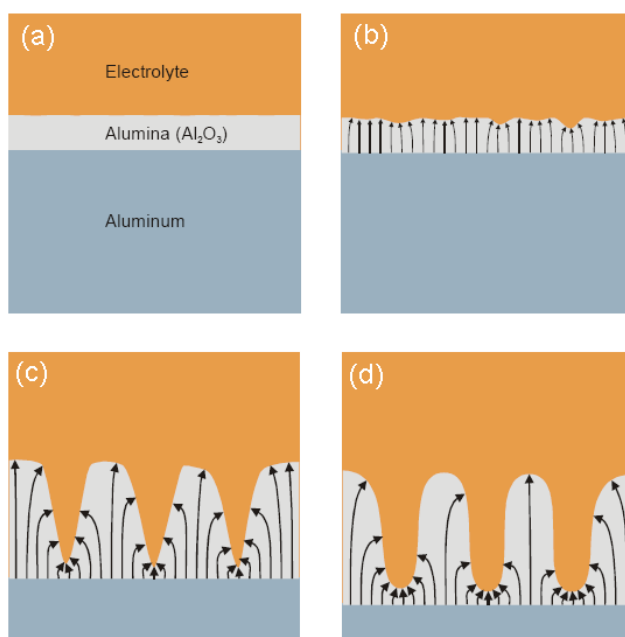 (a)
Electrolyte
Alumina (Al₂O₃)
Aluminum
(b)
(c)
(d)